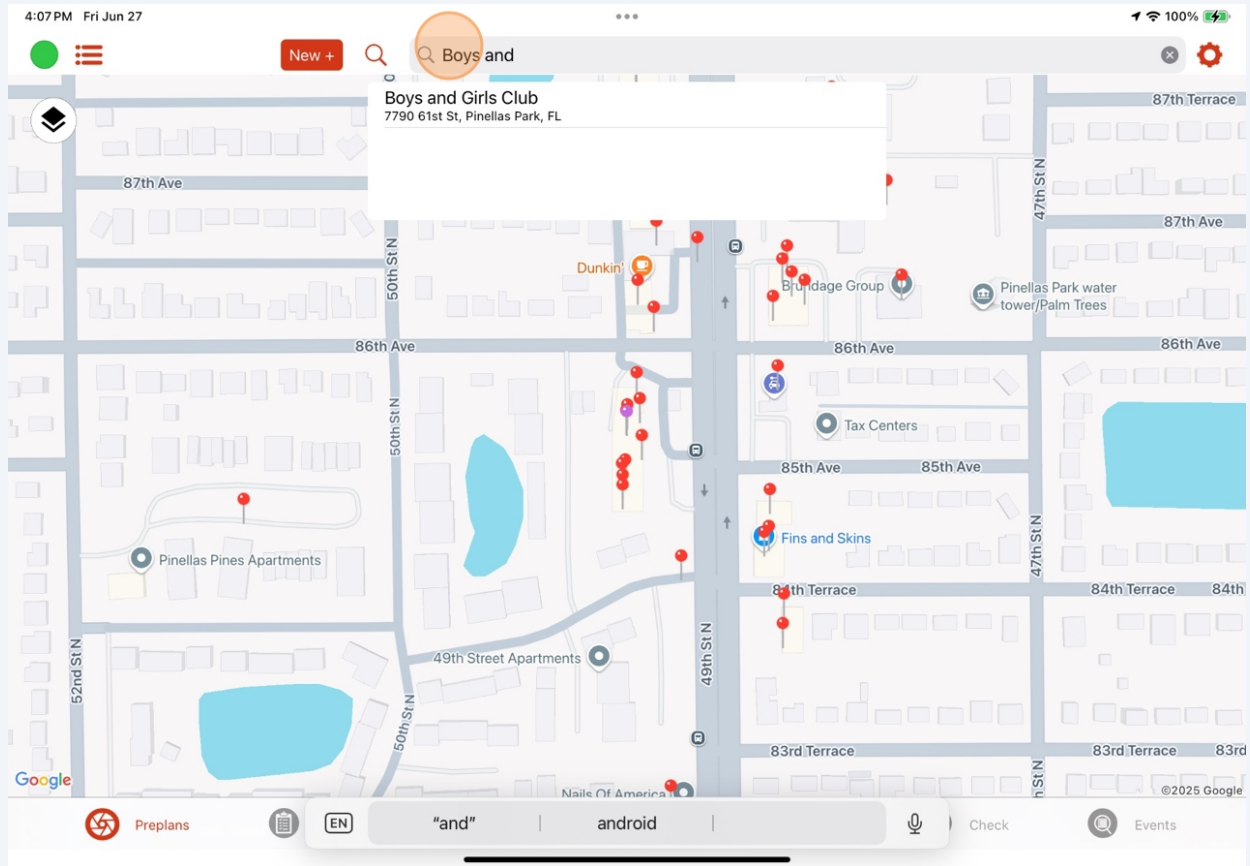 4:07 PM Fri Jun 27
100%
New +
Boys and
Boys and Girls Club
7790 61st St, Pinellas Park, FL
87th Terrace
87th Ave
47th St N
87th Ave
50th St N
Dunkin'
Brundage Group
Pinellas Park water
tower/Palm Trees
86th Ave
86th Ave
86th Ave
50th St N
Tax Centers
85th Ave
85th Ave
Pinellas Pines Apartments
Fins and Skins
47th St N
84th Terrace
84th Terrace
84th
52nd St N
49th Street Apartments
49th St N
50th St N
83rd Terrace
83rd Terrace
83rd
Google
Nails Of America
©2025 Google
Preplans
EN
“and”
android
Check
Events